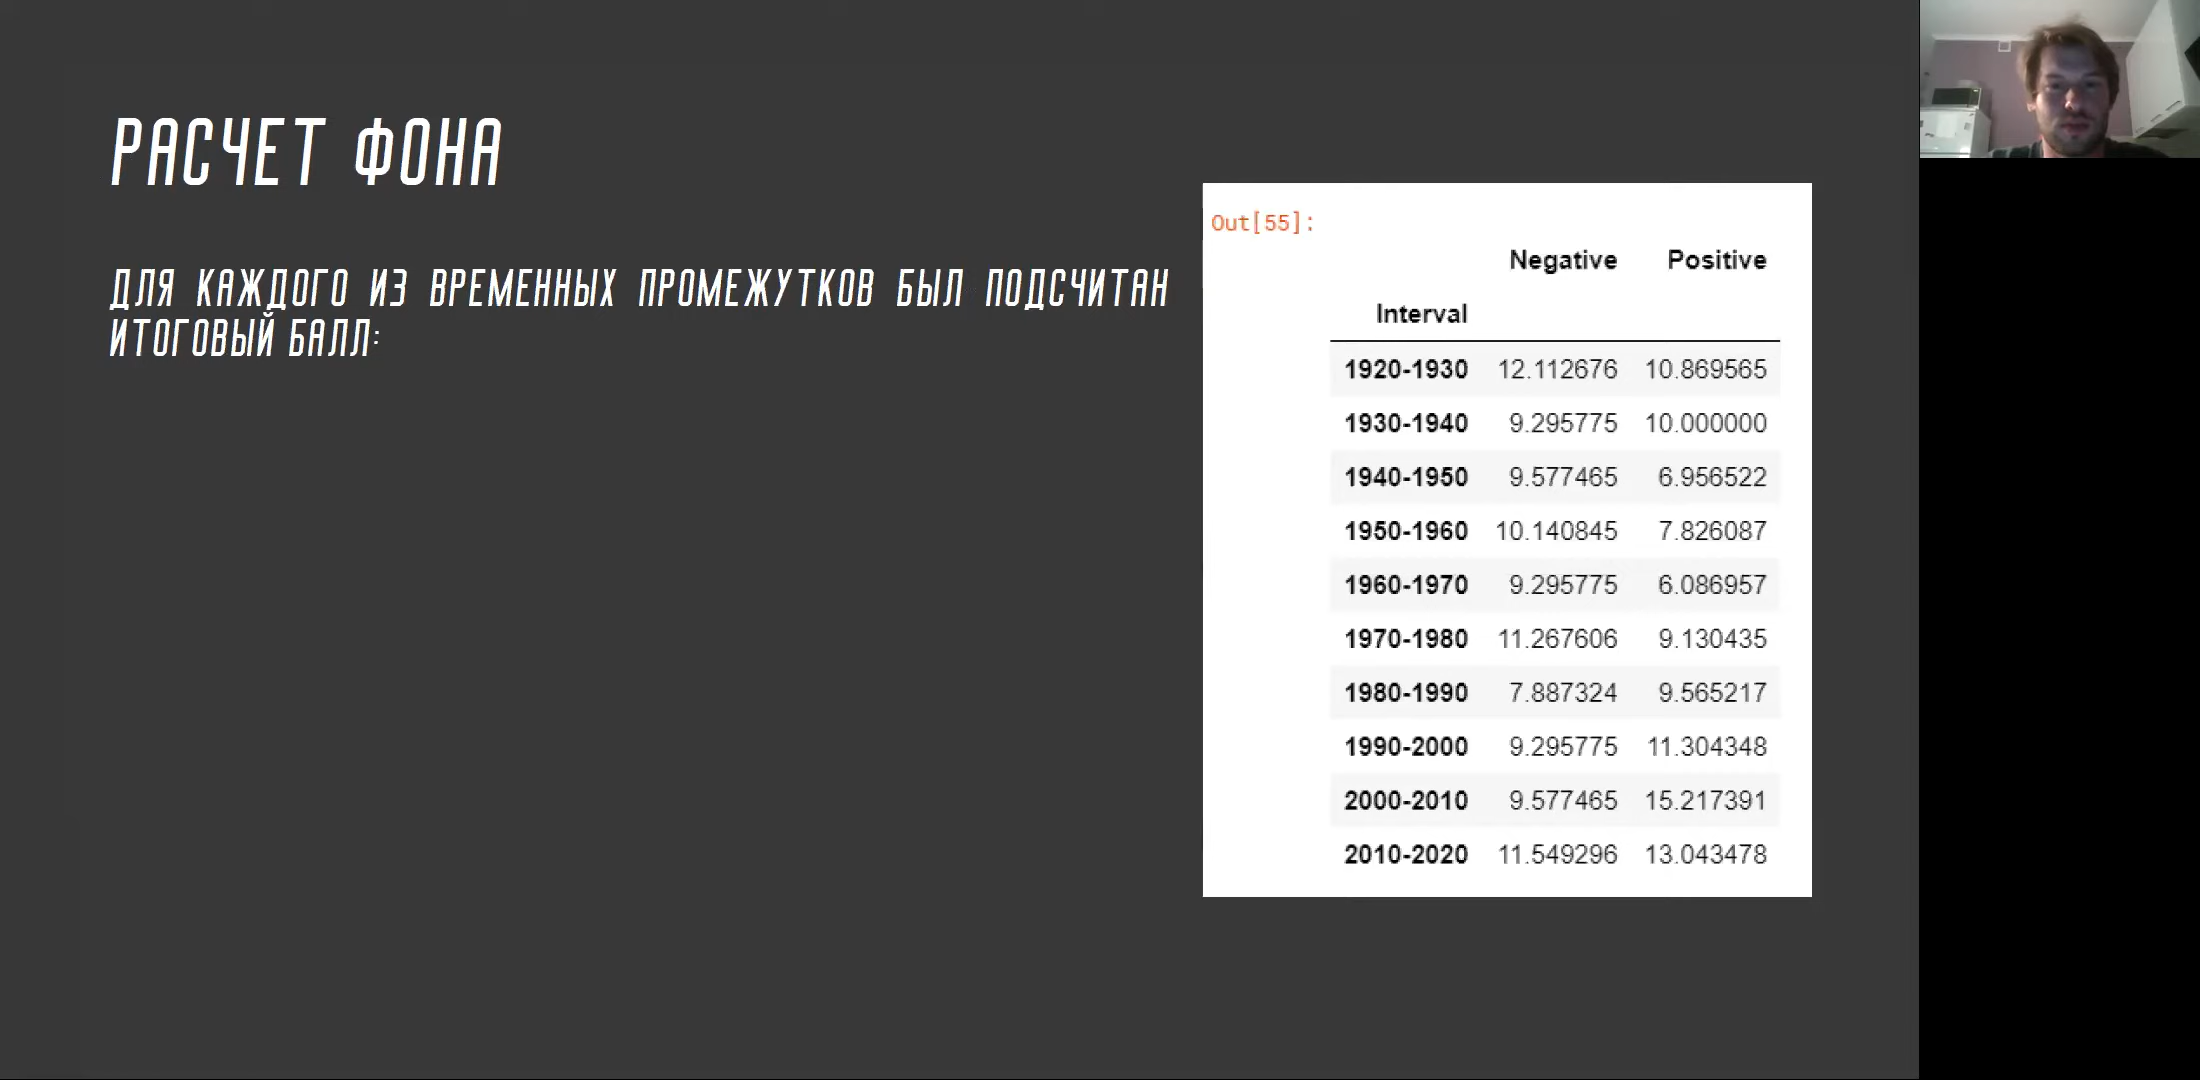 РАСЧЕТ ФОНА
ДЛЯ КАЖДОГО ИЗ ВРЕМЕННЫХ ПРОМЕЖУТКОВ БЫЛ ПОДСЧИТАН
ИТОГОВЫЙ БАЛЛ:
Out[55]:
Negative Positive
Interval
1920-1930 12.112676 10.869565
1930-1940 9.295775 10.000000
1940-1950 9.577465 6.956522
1950-1960 10.140845 7.826087
1960-1970 9.295775 6.086957
1970-1980 11.267606 9.130435
1980-1990 7.887324 9.565217
1990-2000 9.295775 11.304348
2000-2010 9.577465 15.217391
2010-2020 11.549296 13.043478